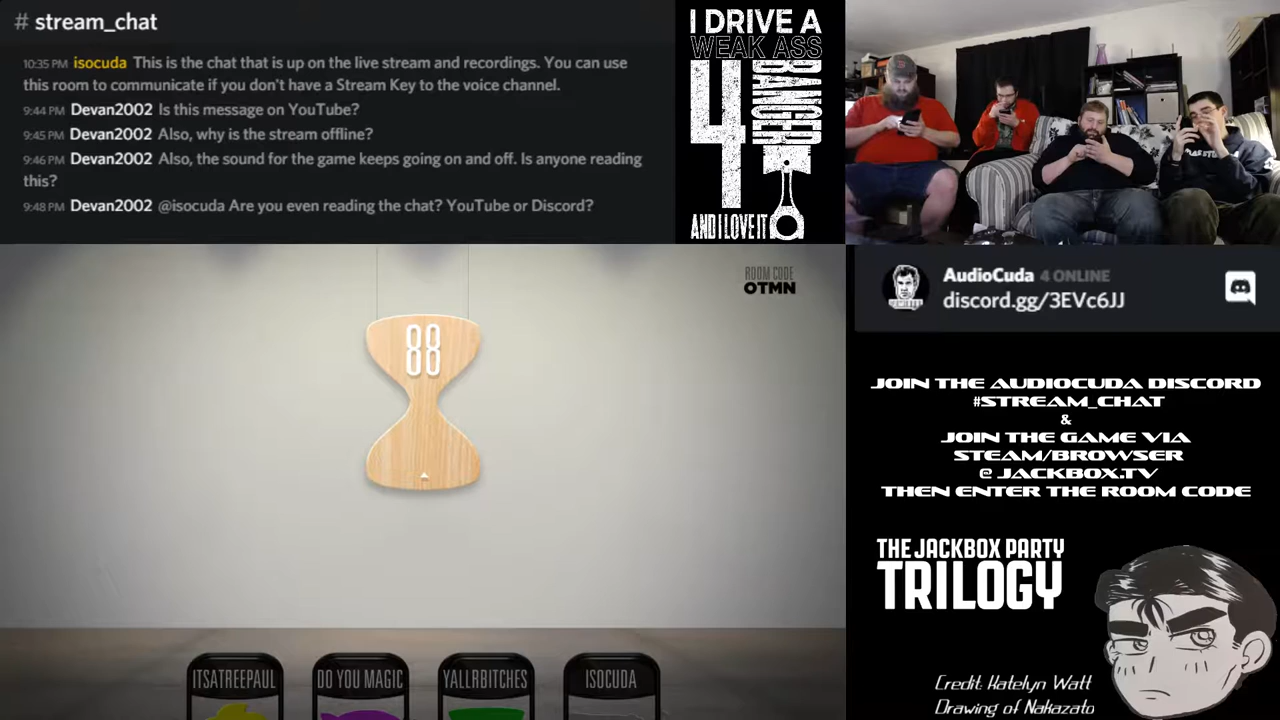 # stream_chat
10:35 PM isocuda This is the chat that is up on the live stream and recordings. You can use
this room to communicate if you don't have a Stream Key to the voice channel.
9:44 PM Devan2002 Is this message on YouTube?
9:45 PM Devan2002 Also, why is the stream offline?
9:46 PM Devan2002 Also, the sound for the game keeps going on and off. Is anyone reading
this?
9:48 PM Devan2002 @isocuda Are you even reading the chat? YouTube or Discord?
I DRIVE A
WEAK ASS
4
BANGER
AND I LOVE IT
ROOM CODE
OTMN
88
ITSATREEPAUL
DO YOU MAGIC
YALLRBITCHES
ISOCUDA
AudioCuda 4 ONLINE
discord.gg/3EVc6JJ
JOIN THE AUDIOCUDA DISCORD
#STREAM_CHAT
&
JOIN THE GAME VIA
STEAM/BROWSER
@ JACKBOX.TV
THEN ENTER THE ROOM CODE
THE JACKBOX PARTY
TRILOGY
Credit: Katelyn Watt
Drawing of Nakazato